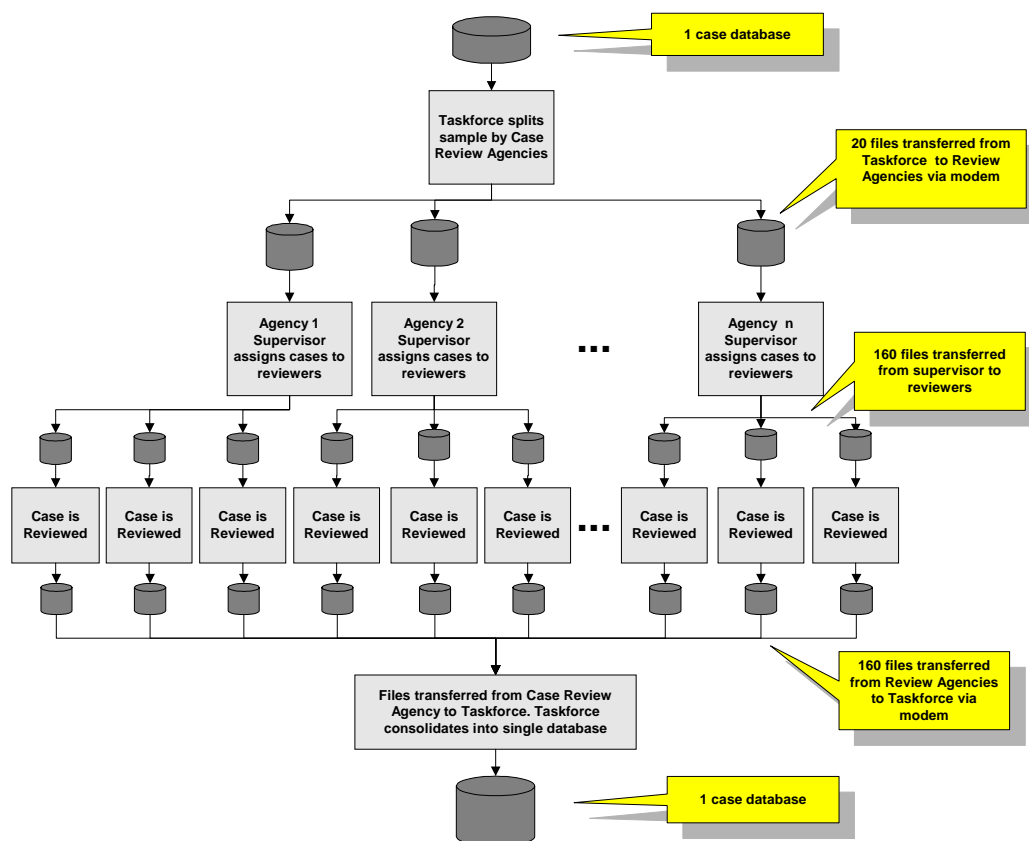 1 case database
Taskforce splits
sample by Case
Review Agencies
20 files transferred from
Taskforce to Review
Agencies via modem
Agency 1
Supervisor
assigns cases to
reviewers
Agency 2
Supervisor
assigns cases to
reviewers
...
Agency n
Supervisor
assigns cases to
reviewers
160 files transferred
from supervisor to
reviewers
Case is
Reviewed
Case is
Reviewed
Case is
Reviewed
Case is
Reviewed
Case is
Reviewed
Case is
Reviewed
...
Case is
Reviewed
Case is
Reviewed
Case is
Reviewed
160 files transferred
from Review Agencies
to Taskforce via
modem
Files transferred from Case Review
Agency to Taskforce. Taskforce
consolidates into single database
1 case database